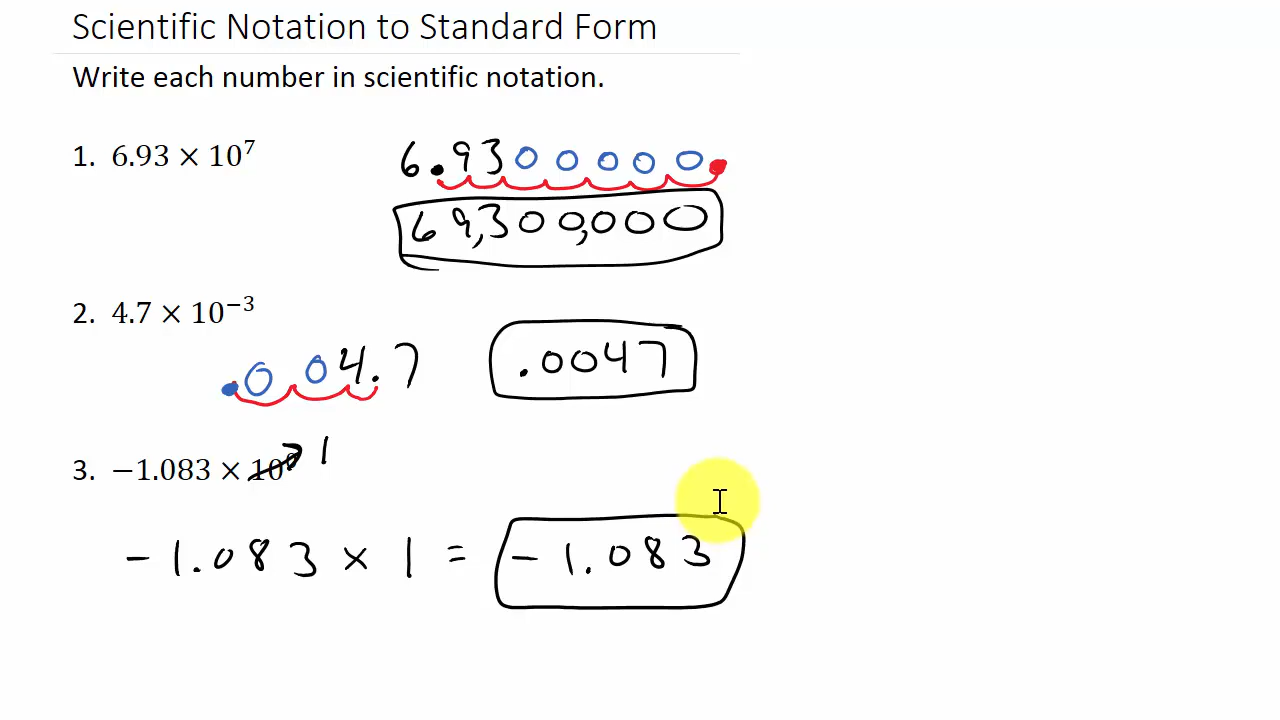 Scientific Notation to Standard Form
Write each number in scientific notation.
1. 6.93 × 10⁷
6.9300000.
69,300,000
2. 4.7 × 10⁻³
.004.7
.0047
3. −1.083 × 10⁰ 1
-1.083 × 1 = -1.083